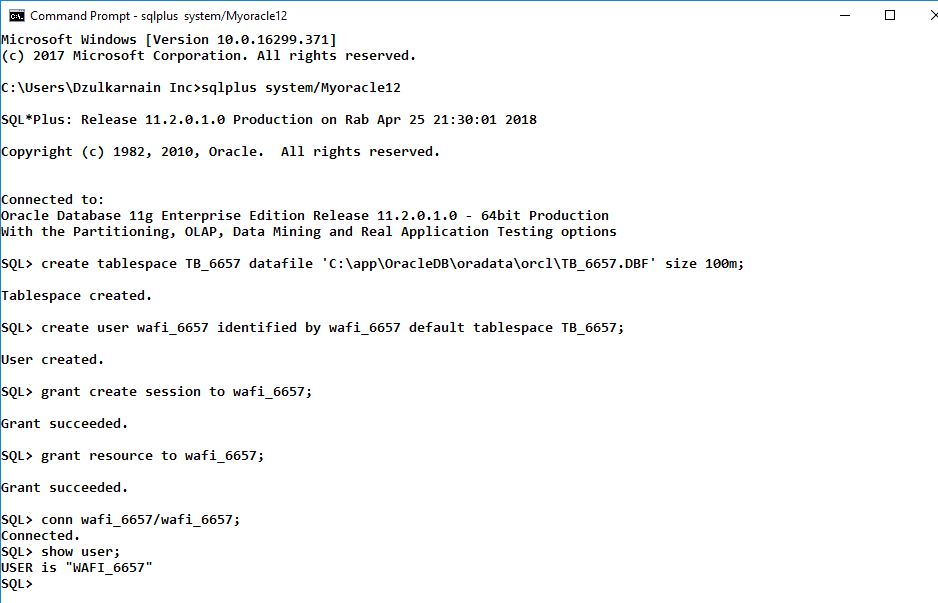 Command Prompt - sqlplus  system/Myoracle12
Microsoft Windows [Version 10.0.16299.371]
(c) 2017 Microsoft Corporation. All rights reserved.
C:\Users\Dzulkarnain Inc>sqlplus system/Myoracle12
SQL*Plus: Release 11.2.0.1.0 Production on Rab Apr 25 21:30:01 2018
Copyright (c) 1982, 2010, Oracle.  All rights reserved.
Connected to:
Oracle Database 11g Enterprise Edition Release 11.2.0.1.0 - 64bit Production
With the Partitioning, OLAP, Data Mining and Real Application Testing options
SQL> create tablespace TB_6657 datafile 'C:\app\OracleDB\oradata\orcl\TB_6657.DBF' size 100m;
Tablespace created.
SQL> create user wafi_6657 identified by wafi_6657 default tablespace TB_6657;
User created.
SQL> grant create session to wafi_6657;
Grant succeeded.
SQL> grant resource to wafi_6657;
Grant succeeded.
SQL> conn wafi_6657/wafi_6657;
Connected.
SQL> show user;
USER is "WAFI_6657"
SQL>